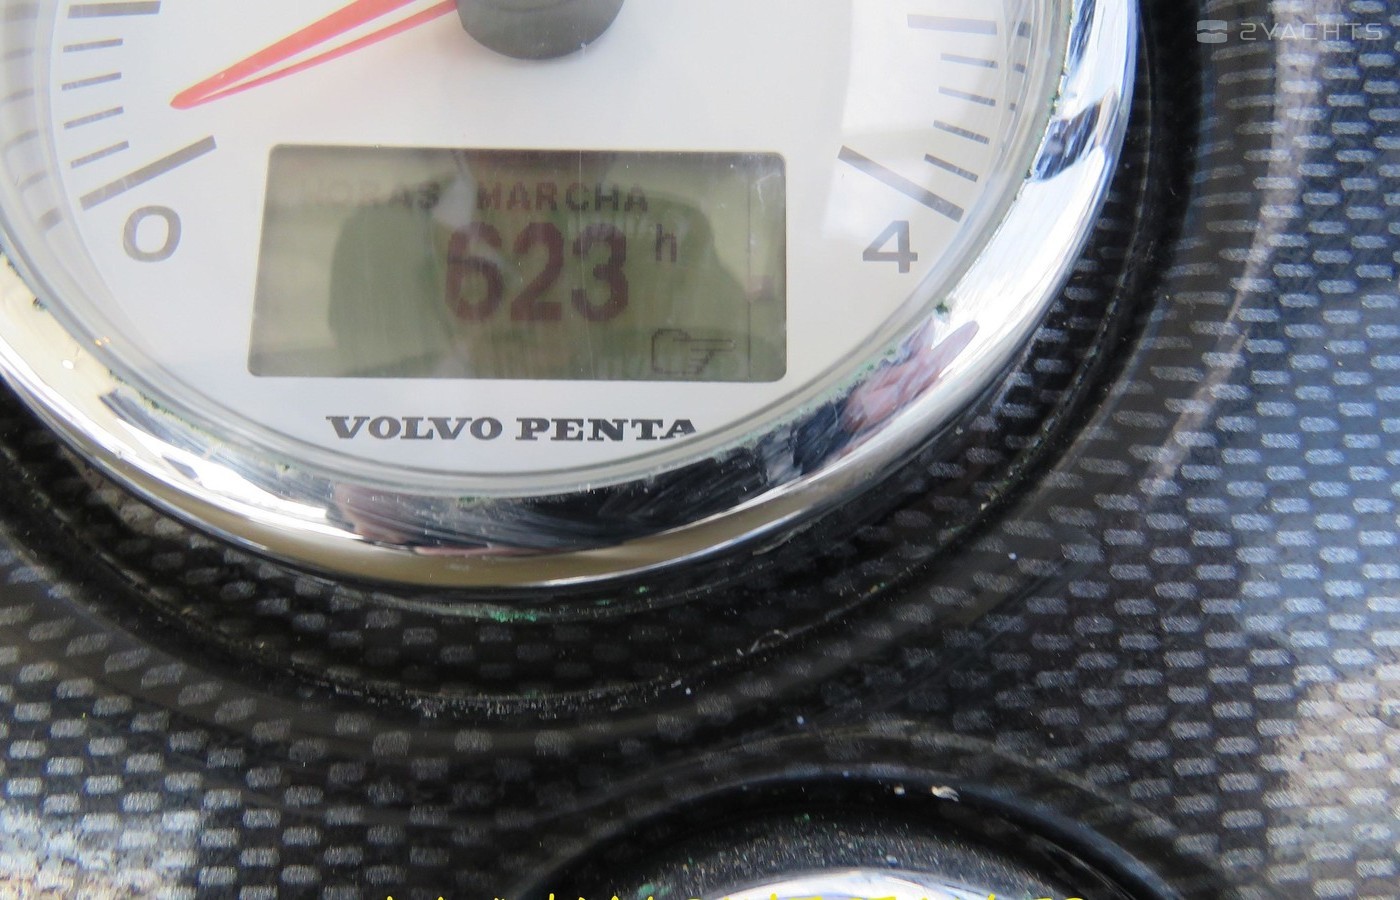 2YACHTS
HORAS MARCHA
623 h
0 4
VOLVO PENTA